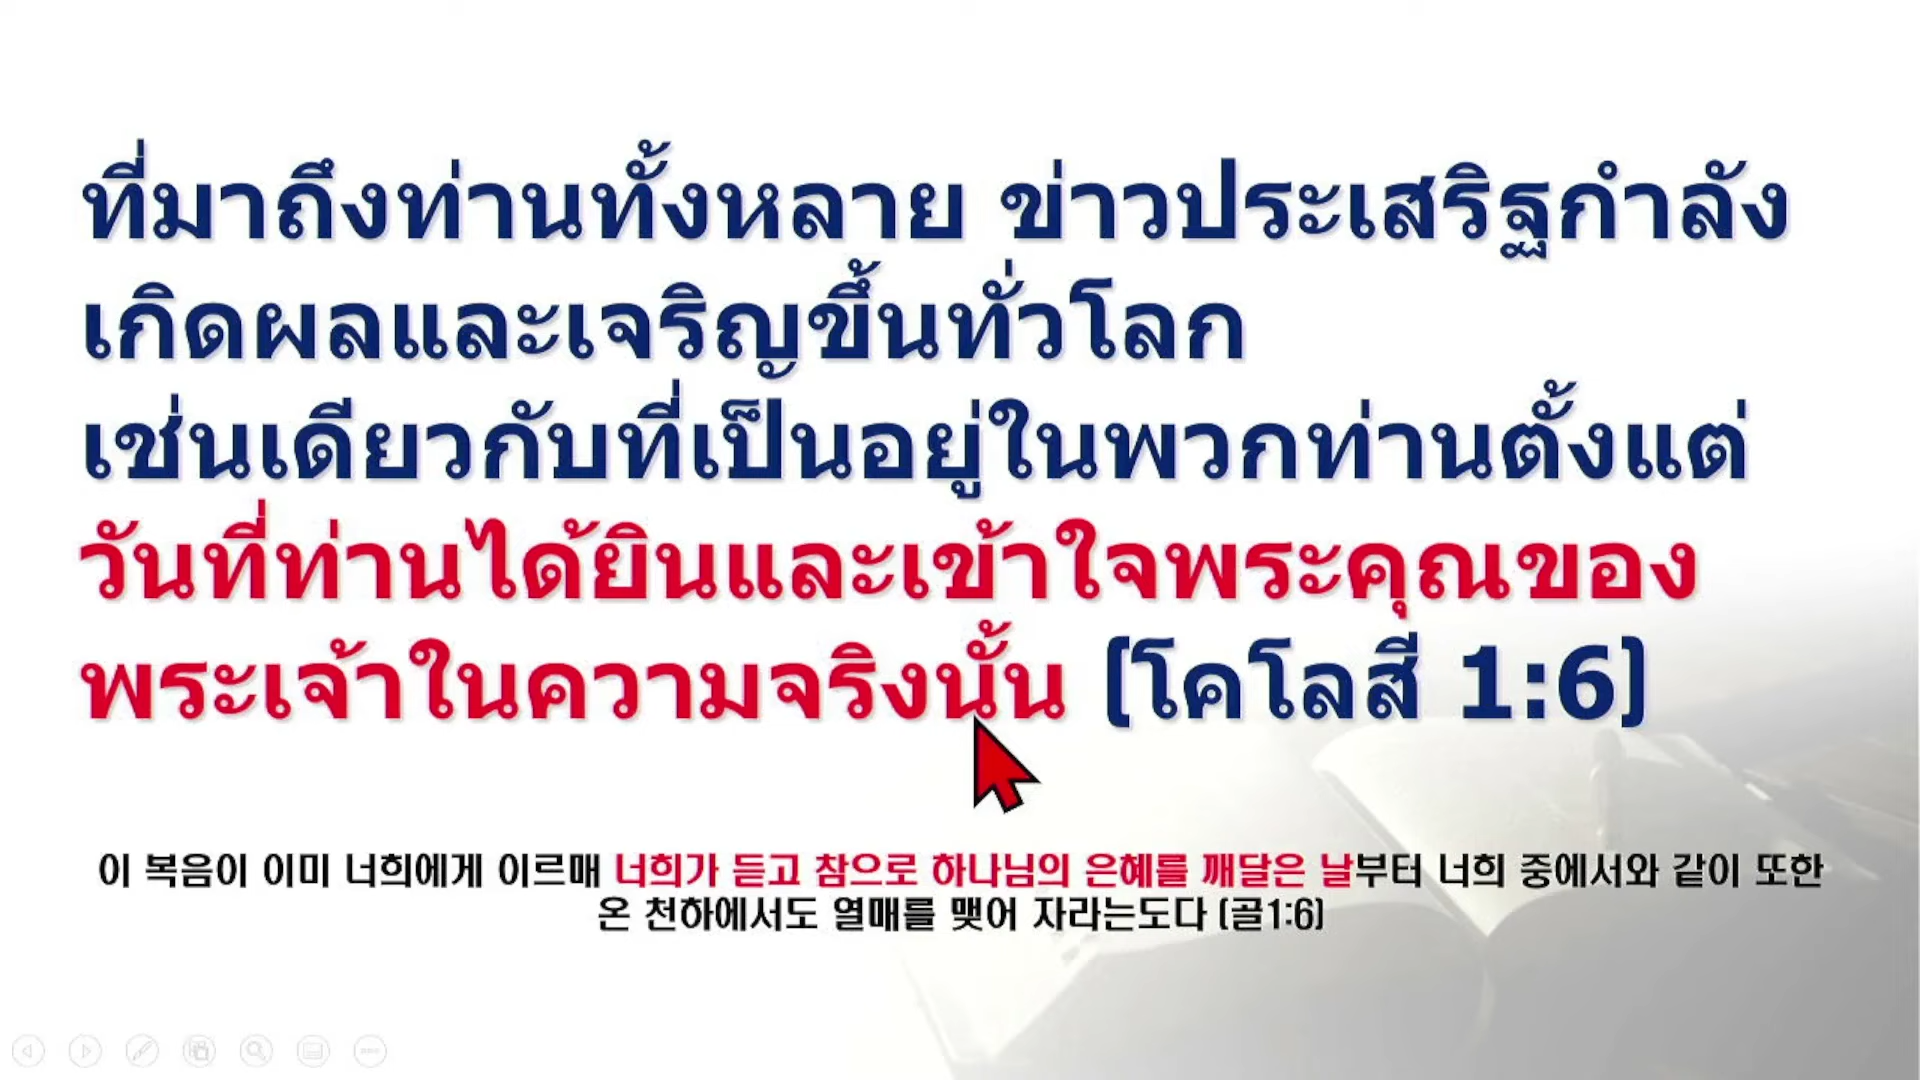 ที่มาถึงท่านทั้งหลาย ข่าวประเสริฐกำลัง
เกิดผลและเจริญขึ้นทั่วโลก
เช่นเดียวกับที่เป็นอยู่ในพวกท่านตั้งแต่
วันที่ท่านได้ยินและเข้าใจพระคุณของ
พระเจ้าในความจริงนั้น (โคโลสี 1:6)
이 복음이 이미 너희에게 이르매 너희가 듣고 참으로 하나님의 은혜를 깨달은 날부터 너희 중에서와 같이 또한
온 천하에서도 열매를 맺어 자라는도다 (골1:6)